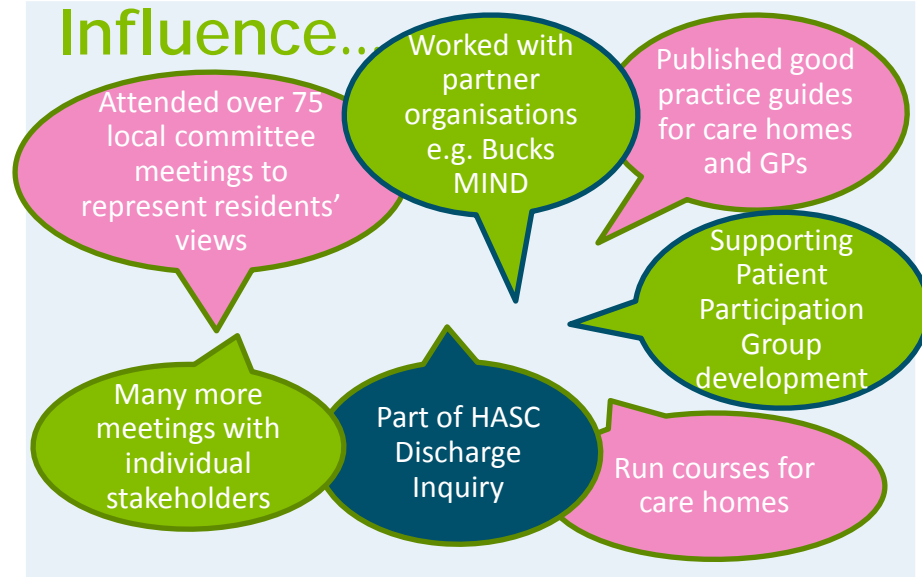 Influence...
Attended over 75
local committee
meetings to
represent residents’
views
Worked with
partner
organisations
e.g. Bucks
MIND
Published good
practice guides
for care homes
and GPs
Supporting
Patient
Participation
Group
development
Many more
meetings with
individual
stakeholders
Part of HASC
Discharge
Inquiry
Run courses for
care homes